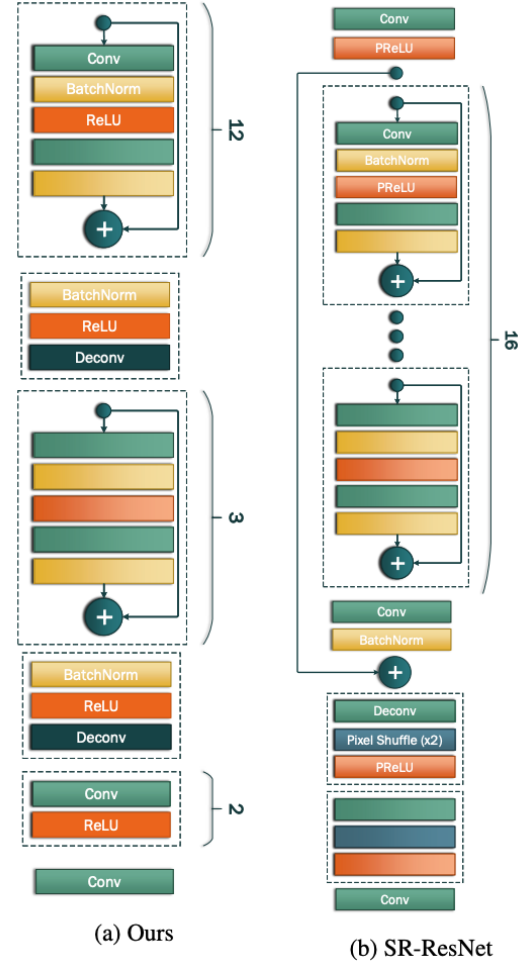 Conv
BatchNorm
ReLU
+
12
BatchNorm
ReLU
Deconv
+
3
BatchNorm
ReLU
Deconv
Conv
ReLU
2
Conv
(a) Ours
Conv
PReLU
Conv
BatchNorm
PReLU
+
16
+
Conv
BatchNorm
+
Deconv
Pixel Shuffle (x2)
PReLU
Conv
(b) SR-ResNet